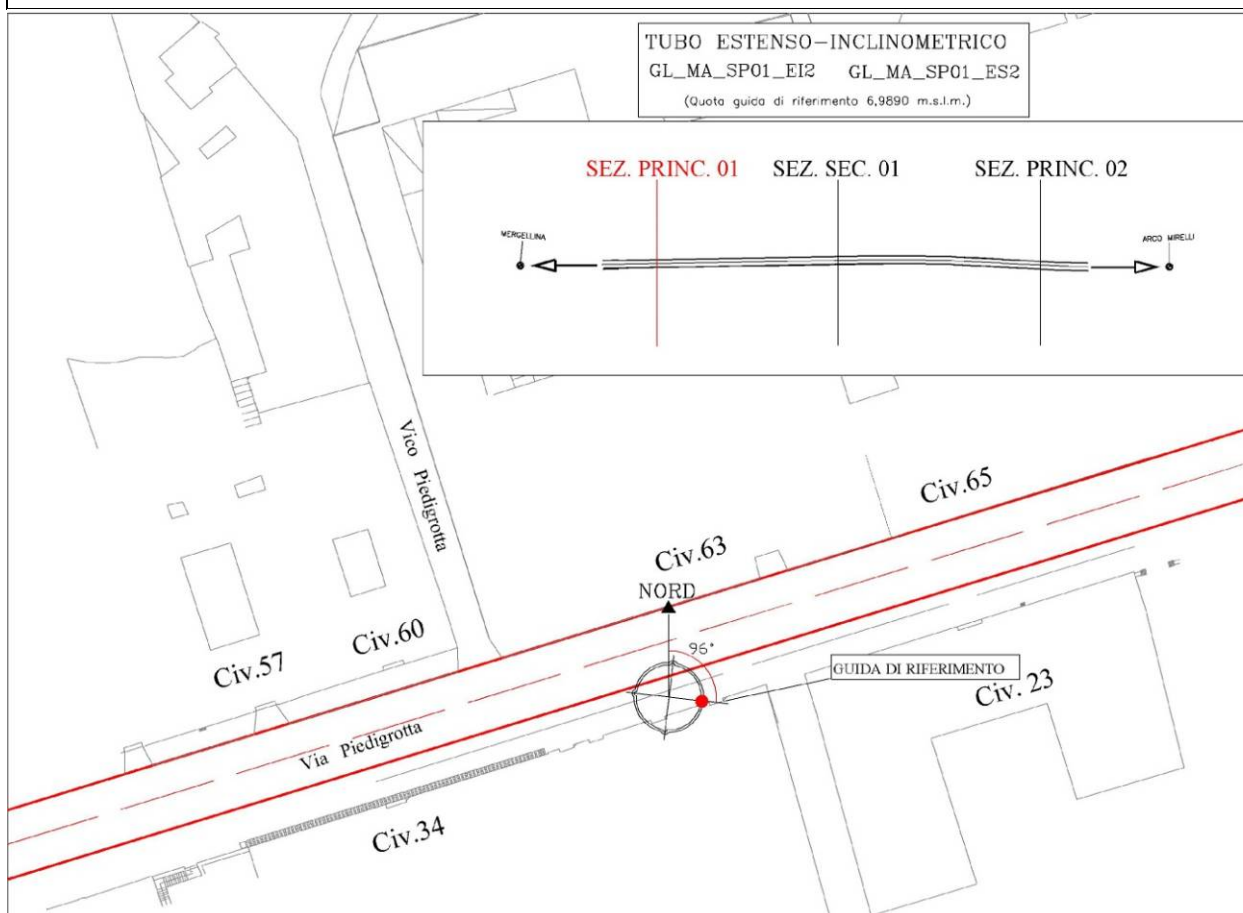 TUBO ESTENSO-INCLINOMETRICO
GL_MA_SP01_EI2 GL_MA_SP01_ES2
(Quota guida di riferimento 6,9890 m.s.l.m.)
SEZ. PRINC. 01
SEZ. SEC. 01
SEZ. PRINC. 02
MERGELLINA
ARCO MIRELLI
Vico Piedigrotta
Civ.65
Civ.63
NORD
96°
Civ.60
Civ.57
GUIDA DI RIFERIMENTO
Civ. 23
Via Piedigrotta
Civ.34